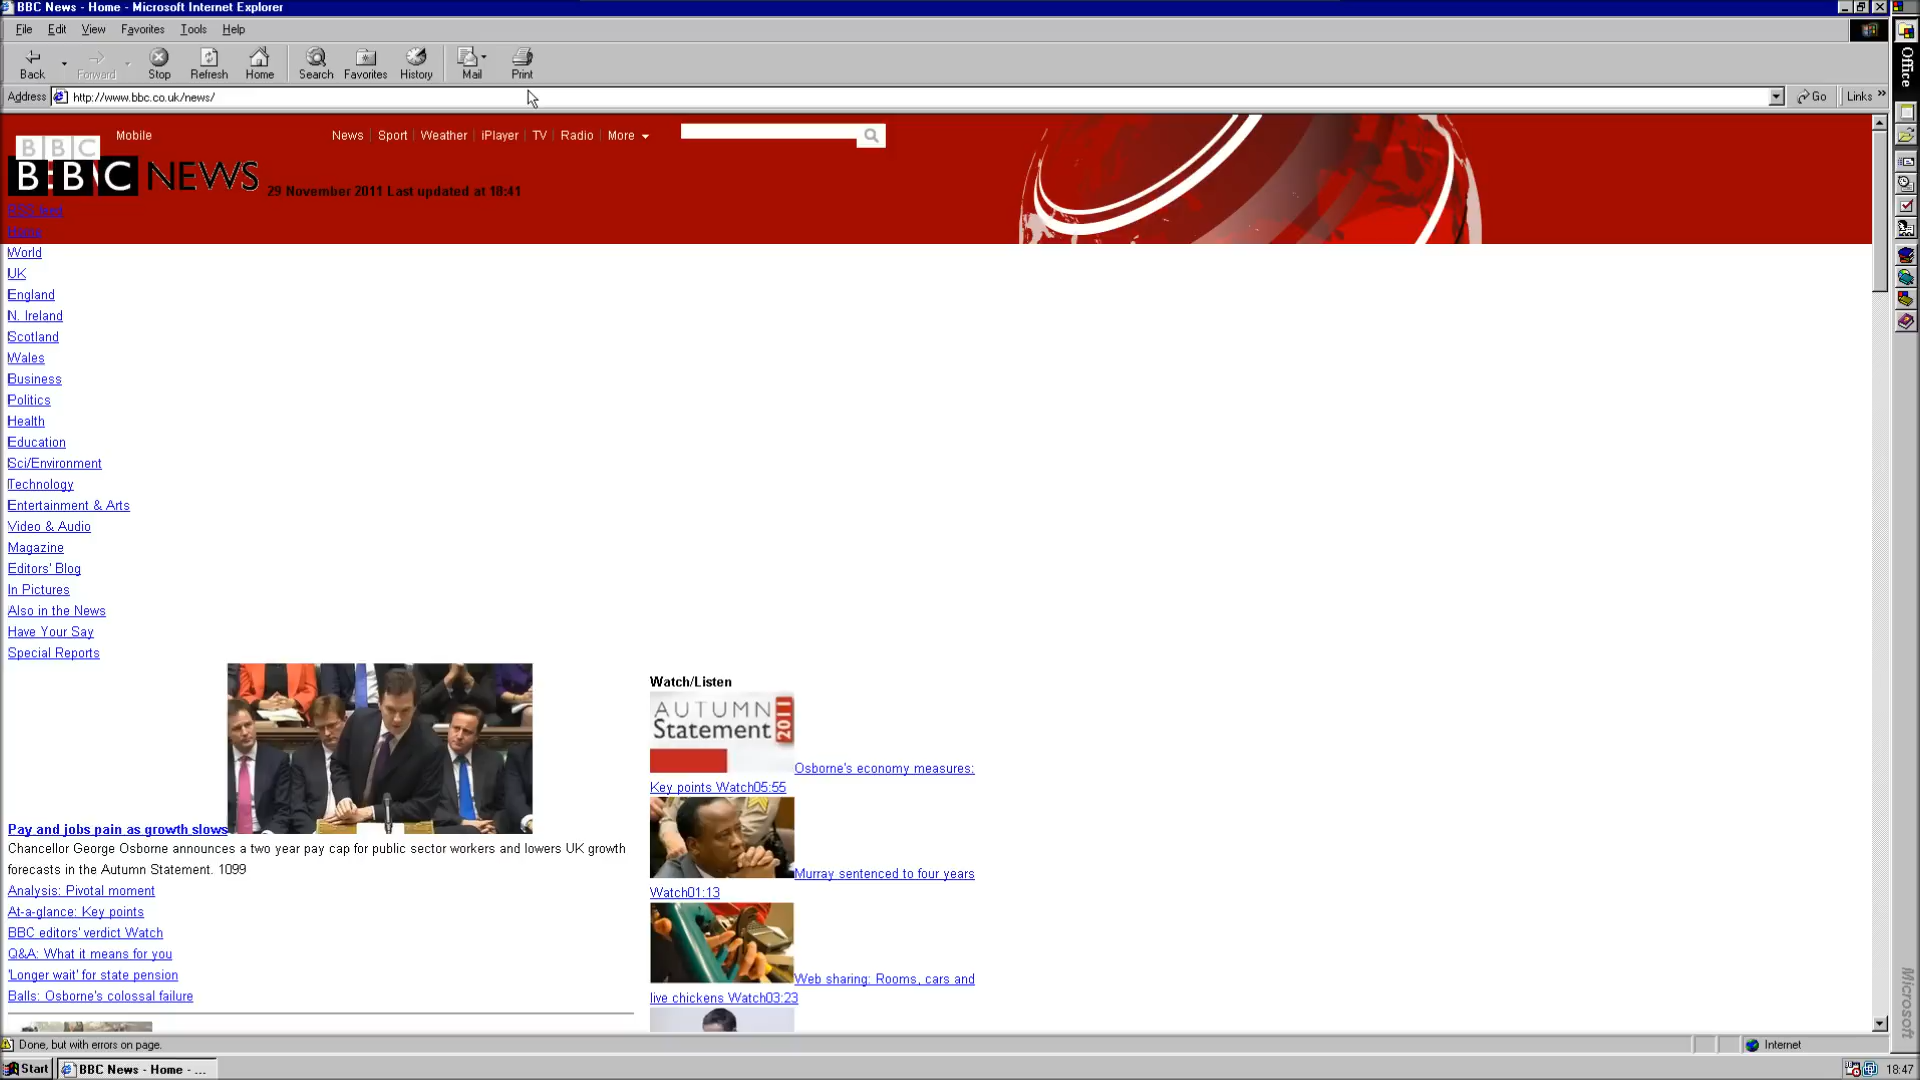 BBC News - Home - Microsoft Internet Explorer
File Edit View Favorites Tools Help
Back Forward Stop Refresh Home Search Favorites History Mail Print
Address http://www.bbc.co.uk/news/ Go Links »
Office
BBC Mobile News Sport Weather iPlayer TV Radio More
BBC NEWS 29 November 2011 Last updated at 18:41
RSS feed
Home
World
UK
England
N. Ireland
Scotland
Wales
Business
Politics
Health
Education
Sci/Environment
Technology
Entertainment & Arts
Video & Audio
Magazine
Editors' Blog
In Pictures
Also in the News
Have Your Say
Special Reports
Pay and jobs pain as growth slows
Chancellor George Osborne announces a two year pay cap for public sector workers and lowers UK growth
forecasts in the Autumn Statement. 1099
Analysis: Pivotal moment
At-a-glance: Key points
BBC editors' verdict Watch
Q&A: What it means for you
'Longer wait' for state pension
Balls: Osborne's colossal failure
Watch/Listen
AUTUMN
Statement
2011
Osborne's economy measures:
Key points Watch05:55
Murray sentenced to four years
Watch01:13
Web sharing: Rooms, cars and
live chickens Watch03:23
Microsoft
Done, but with errors on page.
Internet
Start BBC News - Home - ...
18:47